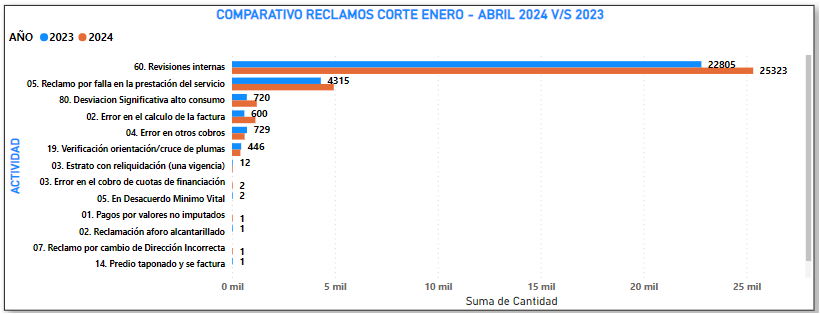 COMPARATIVO RECLAMOS CORTE ENERO - ABRIL 2024 V/S 2023
AÑO 2023 2024
ACTIVIDAD
60. Revisiones internas 22805
25323
05. Reclamo por falla en la prestación del servicio 4315
80. Desviacion Significativa alto consumo 720
02. Error en el calculo de la factura 600
04. Error en otros cobros 729
19. Verificación orientación/cruce de plumas 446
03. Estrato con reliquidación (una vigencia) 12
03. Error en el cobro de cuotas de financiación 2
05. En Desacuerdo Minimo Vital 2
01. Pagos por valores no imputados 1
02. Reclamación aforo alcantarillado 1
07. Reclamo por cambio de Dirección Incorrecta 1
14. Predio taponado y se factura 1
0 mil 5 mil 10 mil 15 mil 20 mil 25 mil
Suma de Cantidad